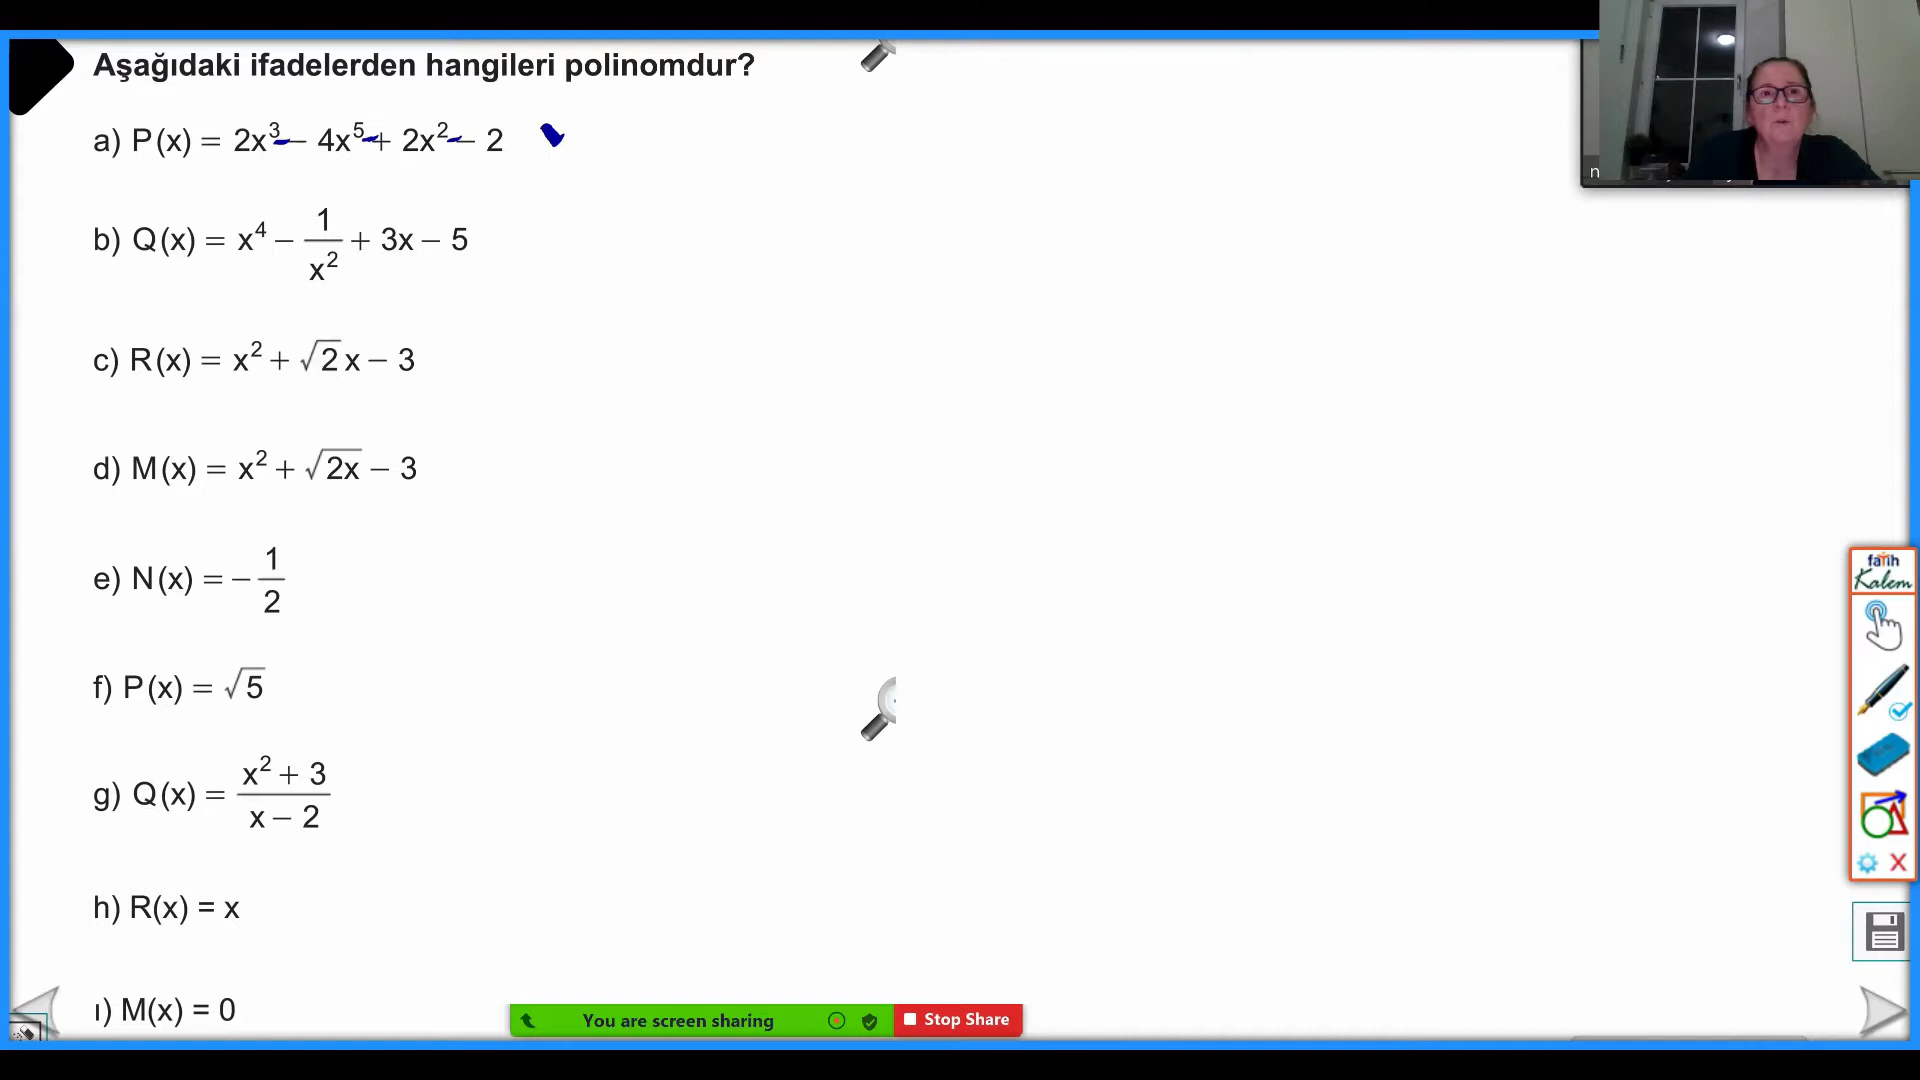 Aşağıdaki ifadelerden hangileri polinomdur?
a) P(x) = 2x³ − 4x⁵ + 2x² − 2
b) Q(x) = x⁴ − 1/x² + 3x − 5
c) R(x) = x² + √2 x − 3
d) M(x) = x² + √(2x) − 3
e) N(x) = − 1/2
f) P(x) = √5
g) Q(x) = (x² + 3)/(x − 2)
h) R(x) = x
ı) M(x) = 0
You are screen sharing
Stop Share
fatih
Kalem